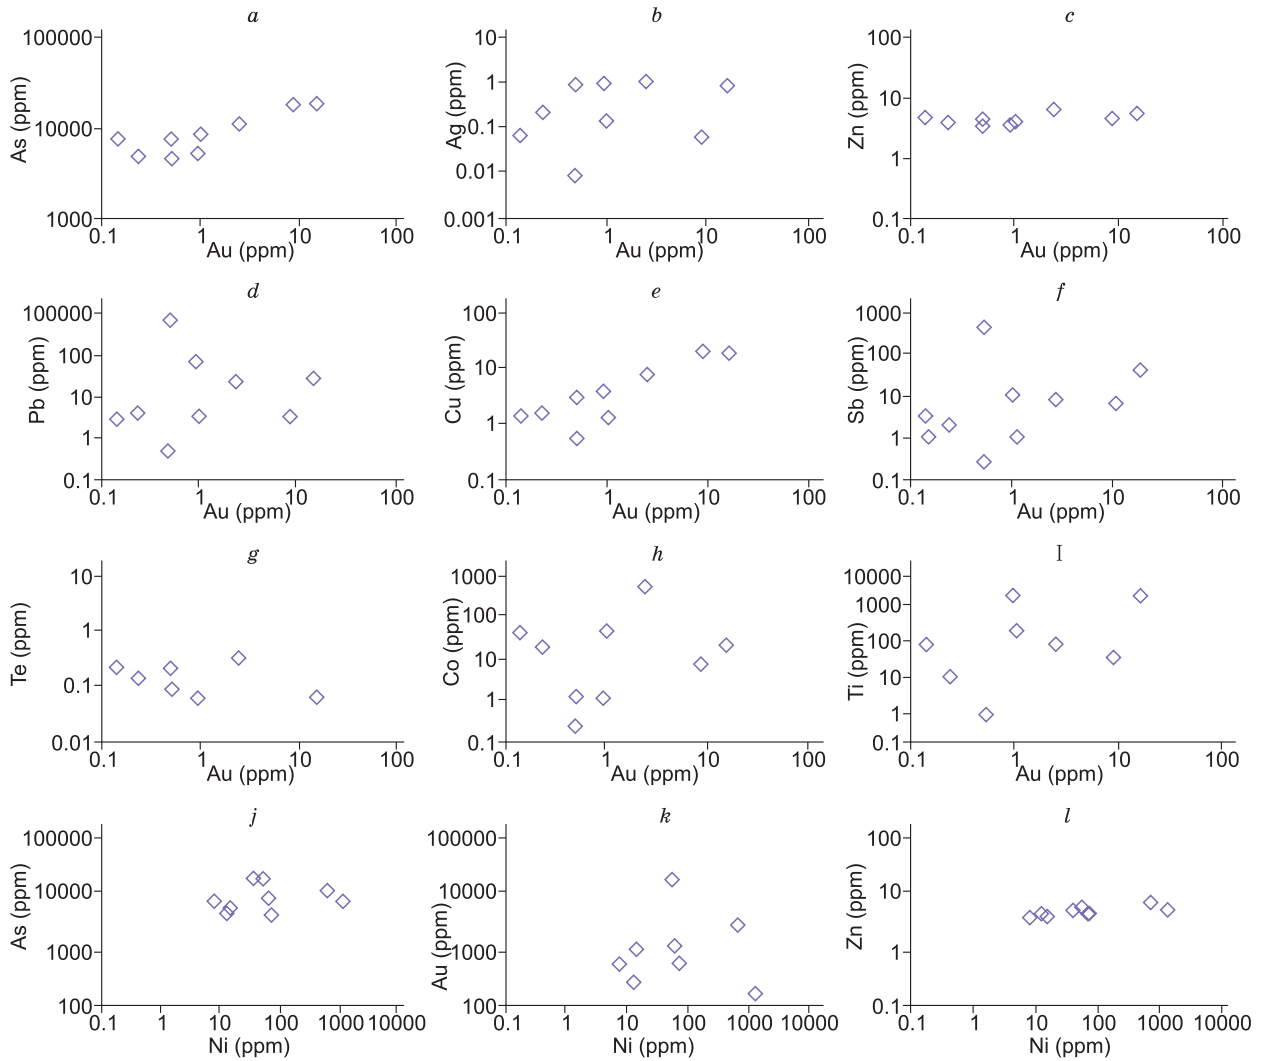 a b c
100000 10 100
10000 1 10
1000 0.1 1
0.01 0.1
0.001
As (ppm) Ag (ppm) Zn (ppm)
0.1 1 10 100 0.1 1 10 100 0.1 1 10 100
Au (ppm) Au (ppm) Au (ppm)
d e f
100000 100 1000
100 10 100
10 1 10
1 0.1 1
0.1 0.1
Pb (ppm) Cu (ppm) Sb (ppm)
0.1 1 10 100 0.1 1 10 100 0.1 1 10 100
Au (ppm) Au (ppm) Au (ppm)
g h I
10 1000 10000
1 100 1000
0.1 10 100
0.01 1 10
0.1 1
0.1
Te (ppm) Co (ppm) Ti (ppm)
0.1 1 10 100 0.1 1 10 100 0.1 1 10 100
Au (ppm) Au (ppm) Au (ppm)
j k l
100000 100000 100
10000 10000 10
1000 1000 1
100 100 0.1
As (ppm) Au (ppm) Zn (ppm)
0.1 1 10 100 1000 10000 0.1 1 10 100 1000 10000 0.1 1 10 100 1000 10000
Ni (ppm) Ni (ppm) Ni (ppm)